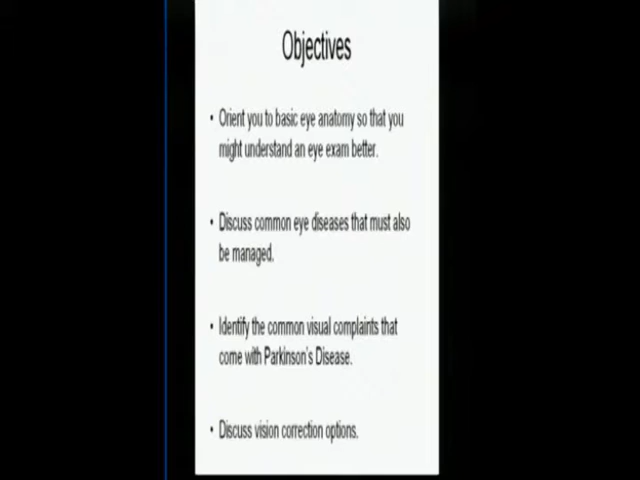 Objectives
• Orient you to basic eye anatomy so that you
might understand an eye exam better.
• Discuss common eye diseases that must also
be managed.
• Identify the common visual complaints that
come with Parkinson's Disease.
• Discuss vision correction options.